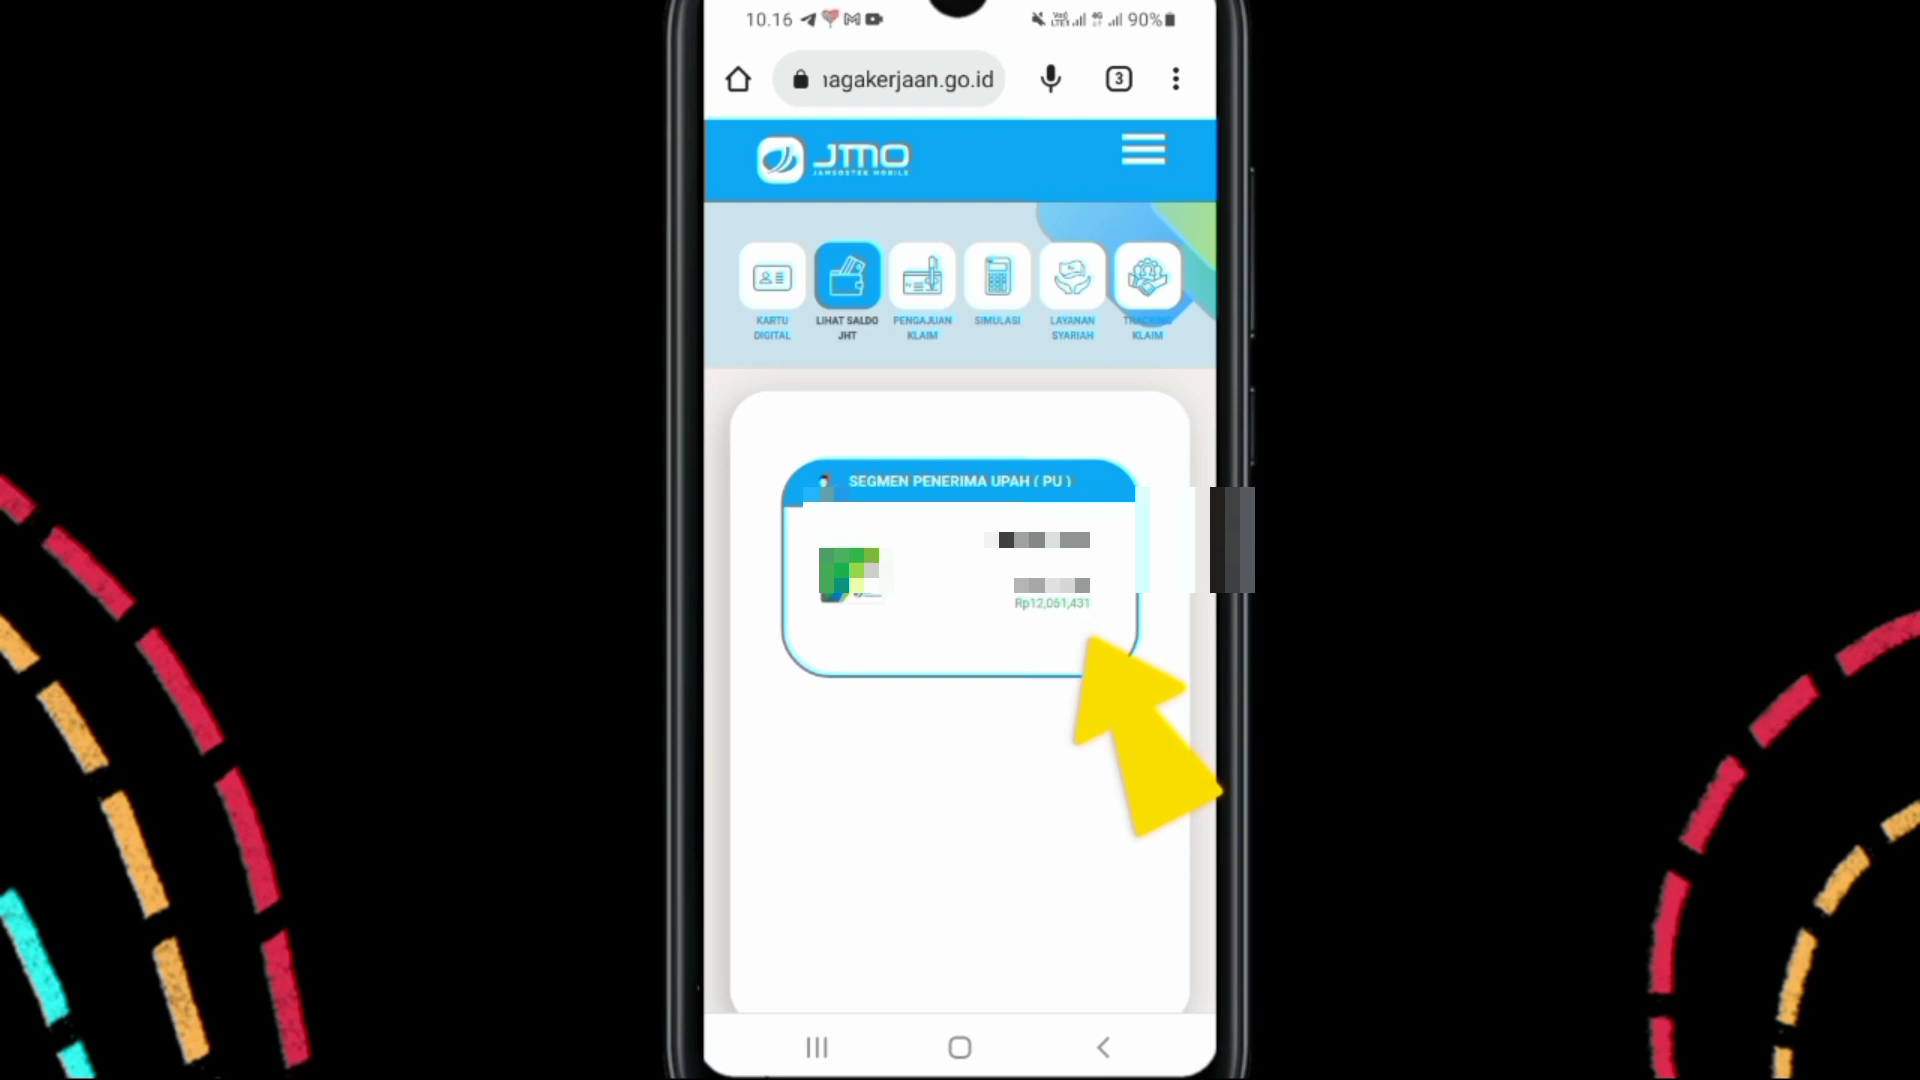 10.16
90%
nagakerjaan.go.id
3
JMO
JAMSOSTEK MOBILE
KARTU DIGITAL
LIHAT SALDO JHT
PENGAJUAN KLAIM
SIMULASI
LAYANAN SYARIAH
TRACKING KLAIM
SEGMEN PENERIMA UPAH ( PU )
Rp12,061,431